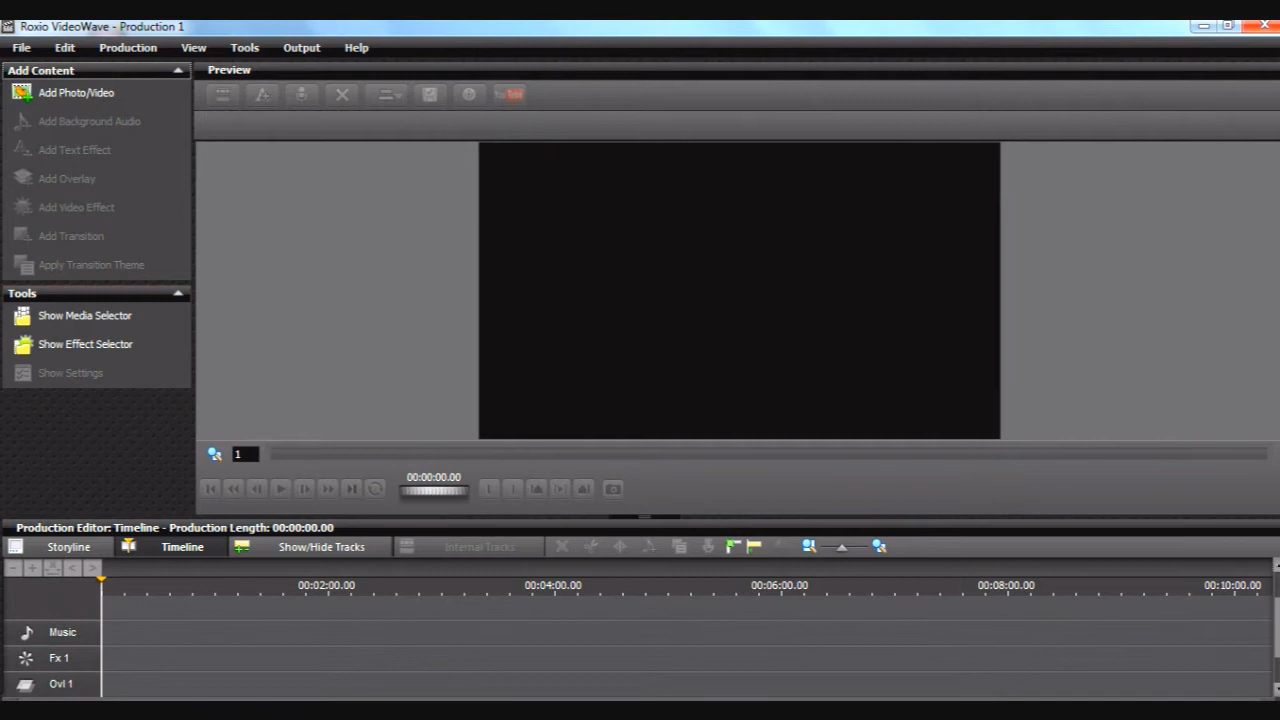 Roxio VideoWave - Production 1
File Edit Production View Tools Output Help
Add Content
Add Photo/Video
Add Background Audio
Add Text Effect
Add Overlay
Add Video Effect
Add Transition
Apply Transition Theme
Tools
Show Media Selector
Show Effect Selector
Show Settings
Preview
You Tube
1
00:00:00.00
Production Editor: Timeline - Production Length: 00:00:00.00
Storyline Timeline Show/Hide Tracks Internal Tracks
00:02:00.00 00:04:00.00 00:06:00.00 00:08:00.00 00:10:00.00
Music
Fx 1
Ovl 1